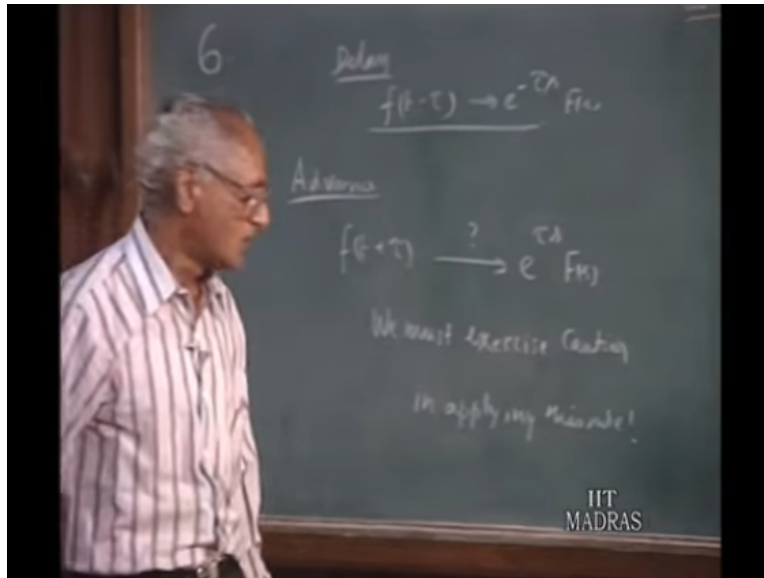 6
Delay
f(t-τ) → e^-τs F(s)
Advance
f(t+τ) ? → e^τs F(s)
We must exercise Caution
in applying this rule!
IIT
MADRAS